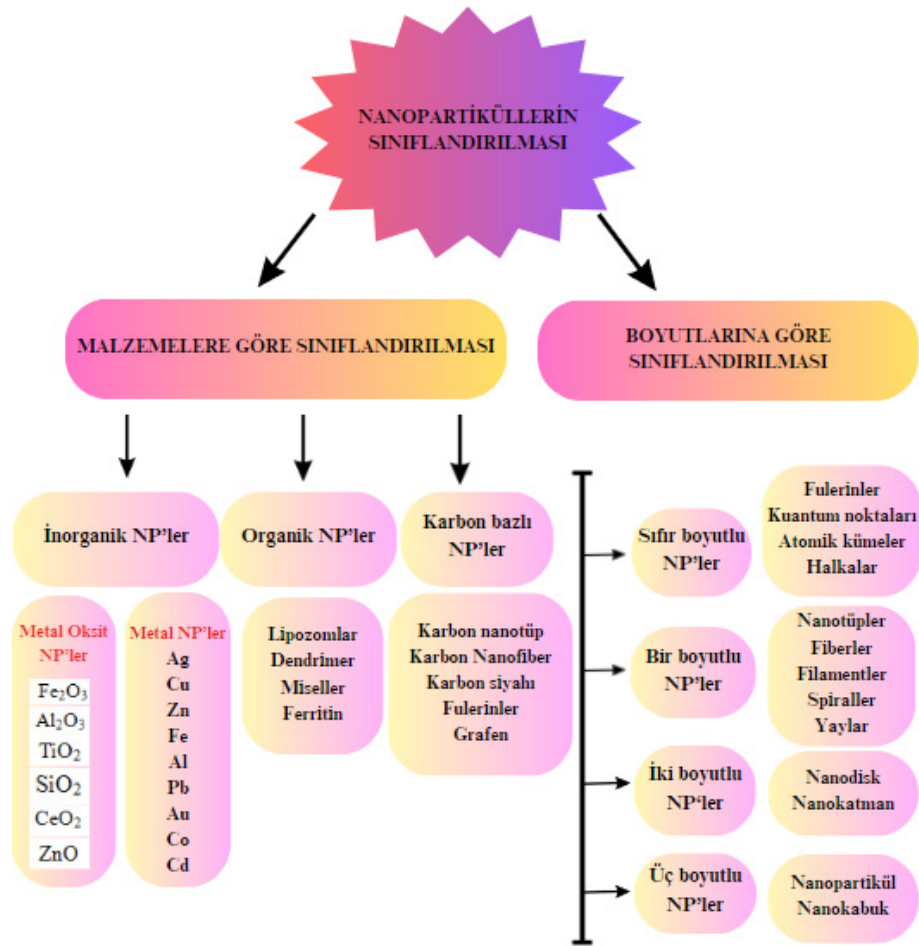 NANOPARTİKÜLLERİN
SINIFLANDIRILMASI
MALZEMELERE GÖRE SINIFLANDIRILMASI
BOYUTLARINA GÖRE
SINIFLANDIRILMASI
İnorganik NP'ler
Organik NP'ler
Karbon bazlı
NP'ler
Metal Oksit
NP'ler
Fe₂O₃
Al₂O₃
TiO₂
SiO₂
CeO₂
ZnO
Metal NP'ler
Ag
Cu
Zn
Fe
Al
Pb
Au
Co
Cd
Lipozomlar
Dendrimer
Miseller
Ferritin
Karbon nanotüp
Karbon Nanofiber
Karbon siyahı
Fulerinler
Grafen
Sıfır boyutlu
NP'ler
Fulerinler
Kuantum noktaları
Atomik kümeler
Halkalar
Bir boyutlu
NP'ler
Nanotüpler
Fiberler
Filamentler
Spiraller
Yaylar
İki boyutlu
NP'ler
Nanodisk
Nanokatman
Üç boyutlu
NP'ler
Nanopartikül
Nanokabuk